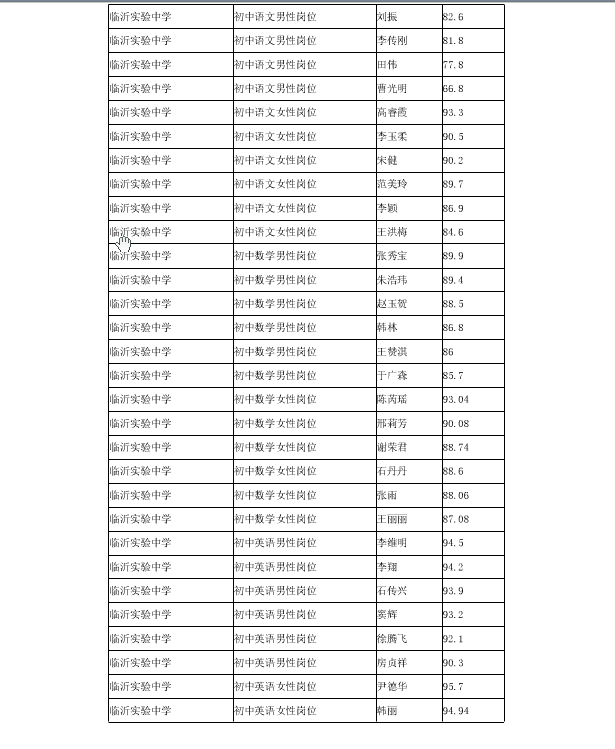 临沂实验中学 初中语文男性岗位 刘振 82.6
临沂实验中学 初中语文男性岗位 李传刚 81.8
临沂实验中学 初中语文男性岗位 田伟 77.8
临沂实验中学 初中语文男性岗位 曹光明 66.8
临沂实验中学 初中语文女性岗位 高睿霞 93.3
临沂实验中学 初中语文女性岗位 李玉柔 90.5
临沂实验中学 初中语文女性岗位 宋健 90.2
临沂实验中学 初中语文女性岗位 范美玲 89.7
临沂实验中学 初中语文女性岗位 李颖 86.9
临沂实验中学 初中语文女性岗位 王洪梅 84.6
临沂实验中学 初中数学男性岗位 张秀宝 89.9
临沂实验中学 初中数学男性岗位 朱浩玮 89.4
临沂实验中学 初中数学男性岗位 赵玉贺 88.5
临沂实验中学 初中数学男性岗位 韩林 86.8
临沂实验中学 初中数学男性岗位 王赞淇 86
临沂实验中学 初中数学男性岗位 于广森 85.7
临沂实验中学 初中数学女性岗位 陈芮瑶 93.04
临沂实验中学 初中数学女性岗位 邢莉芳 90.08
临沂实验中学 初中数学女性岗位 谢荣君 88.74
临沂实验中学 初中数学女性岗位 石丹丹 88.6
临沂实验中学 初中数学女性岗位 张雨 88.06
临沂实验中学 初中数学女性岗位 王丽丽 87.08
临沂实验中学 初中英语男性岗位 李维明 94.5
临沂实验中学 初中英语男性岗位 李翔 94.2
临沂实验中学 初中英语男性岗位 石传兴 93.9
临沂实验中学 初中英语男性岗位 窦辉 93.2
临沂实验中学 初中英语男性岗位 徐腾飞 92.1
临沂实验中学 初中英语男性岗位 房贞祥 90.3
临沂实验中学 初中英语女性岗位 尹德华 95.7
临沂实验中学 初中英语女性岗位 韩丽 94.94